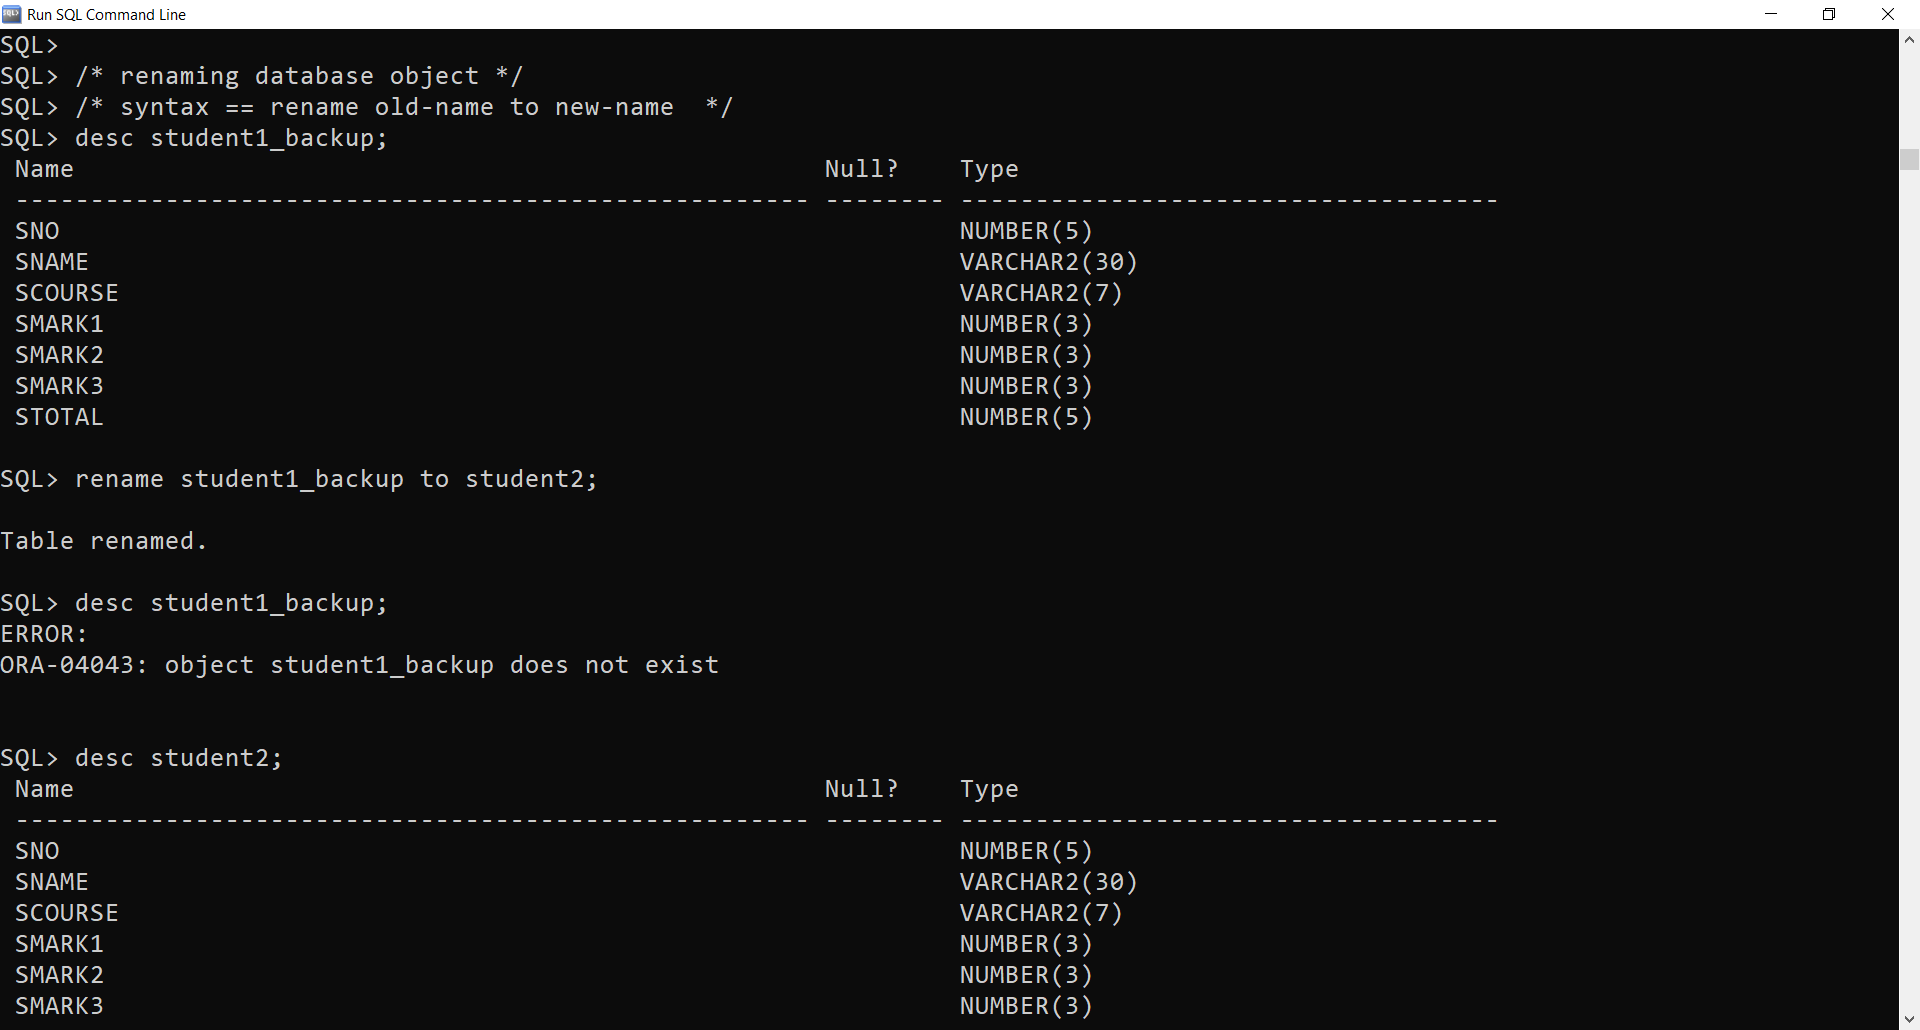 Run SQL Command Line
SQL>
SQL> /* renaming database object */
SQL> /* syntax == rename old-name to new-name  */
SQL> desc student1_backup;
 Name                                                  Null?    Type
 ----------------------------------------------------- -------- ------------------------------------
 SNO                                                            NUMBER(5)
 SNAME                                                          VARCHAR2(30)
 SCOURSE                                                        VARCHAR2(7)
 SMARK1                                                         NUMBER(3)
 SMARK2                                                         NUMBER(3)
 SMARK3                                                         NUMBER(3)
 STOTAL                                                         NUMBER(5)
SQL> rename student1_backup to student2;
Table renamed.
SQL> desc student1_backup;
ERROR:
ORA-04043: object student1_backup does not exist
SQL> desc student2;
 Name                                                  Null?    Type
 ----------------------------------------------------- -------- ------------------------------------
 SNO                                                            NUMBER(5)
 SNAME                                                          VARCHAR2(30)
 SCOURSE                                                        VARCHAR2(7)
 SMARK1                                                         NUMBER(3)
 SMARK2                                                         NUMBER(3)
 SMARK3                                                         NUMBER(3)